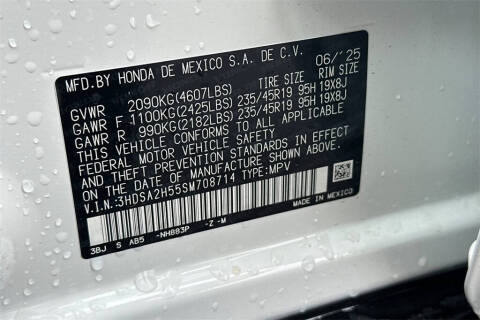 MFD.BY HONDA DE MEXICO S.A. DE C.V. 06/'25
GVWR 2090KG(4607LBS) TIRE SIZE RIM SIZE
GAWR F 1100KG(2425LBS) 235/45R19 95H 19X8J
GAWR R 990KG(2182LBS) 235/45R19 95H 19X8J
THIS VEHICLE CONFORMS TO ALL APPLICABLE
FEDERAL MOTOR VEHICLE SAFETY
AND THEFT PREVENTION STANDARDS IN EFFECT
ON THE DATE OF MANUFACTURE SHOWN ABOVE.
V.I.N:3HDSA2H55SM708714 TYPE:MPV
MADE IN MEXICO
3BJ S AB5 -NH883P -Z -M